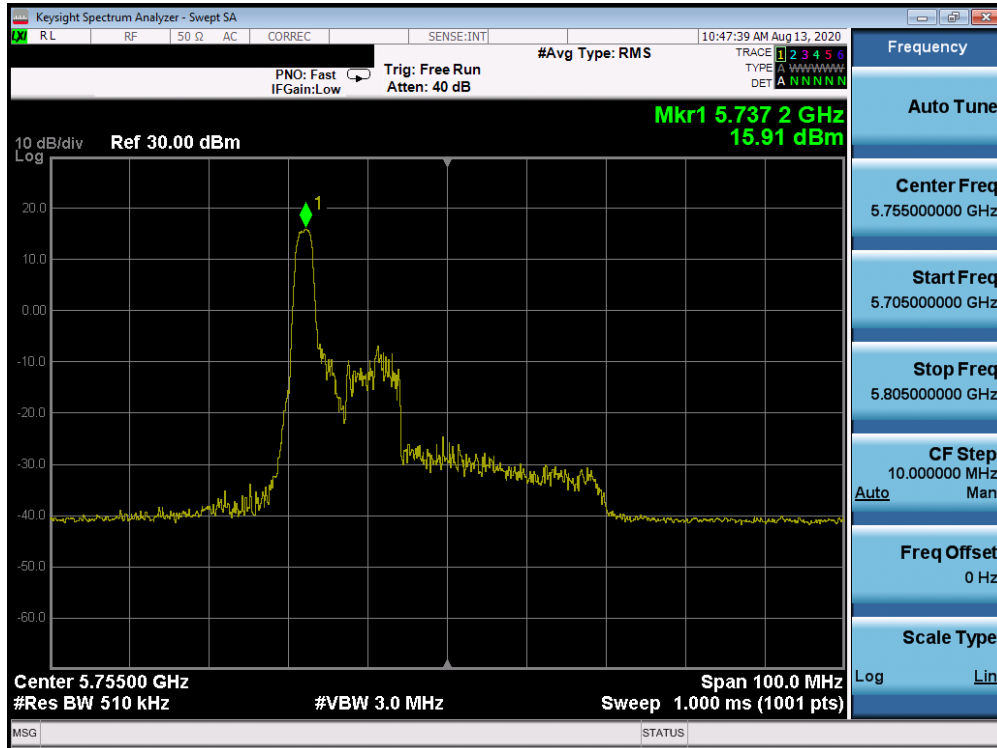 Keysight Spectrum Analyzer - Swept SA
LXI RL RF 50 Ω AC CORREC SENSE:INT 10:47:39 AM Aug 13, 2020
PNO: Fast
IFGain:Low
Trig: Free Run
Atten: 40 dB
#Avg Type: RMS
TRACE 1 2 3 4 5 6
TYPE A WWWWW
DET A N N N N N
Mkr1 5.737 2 GHz
15.91 dBm
10 dB/div Ref 30.00 dBm
Log
1
20.0
10.0
0.00
-10.0
-20.0
-30.0
-40.0
-50.0
-60.0
Center 5.75500 GHz Span 100.0 MHz
#Res BW 510 kHz #VBW 3.0 MHz Sweep 1.000 ms (1001 pts)
MSG STATUS
Frequency
Auto Tune
Center Freq
5.755000000 GHz
Start Freq
5.705000000 GHz
Stop Freq
5.805000000 GHz
CF Step
10.000000 MHz
Auto Man
Freq Offset
0 Hz
Scale Type
Log Lin